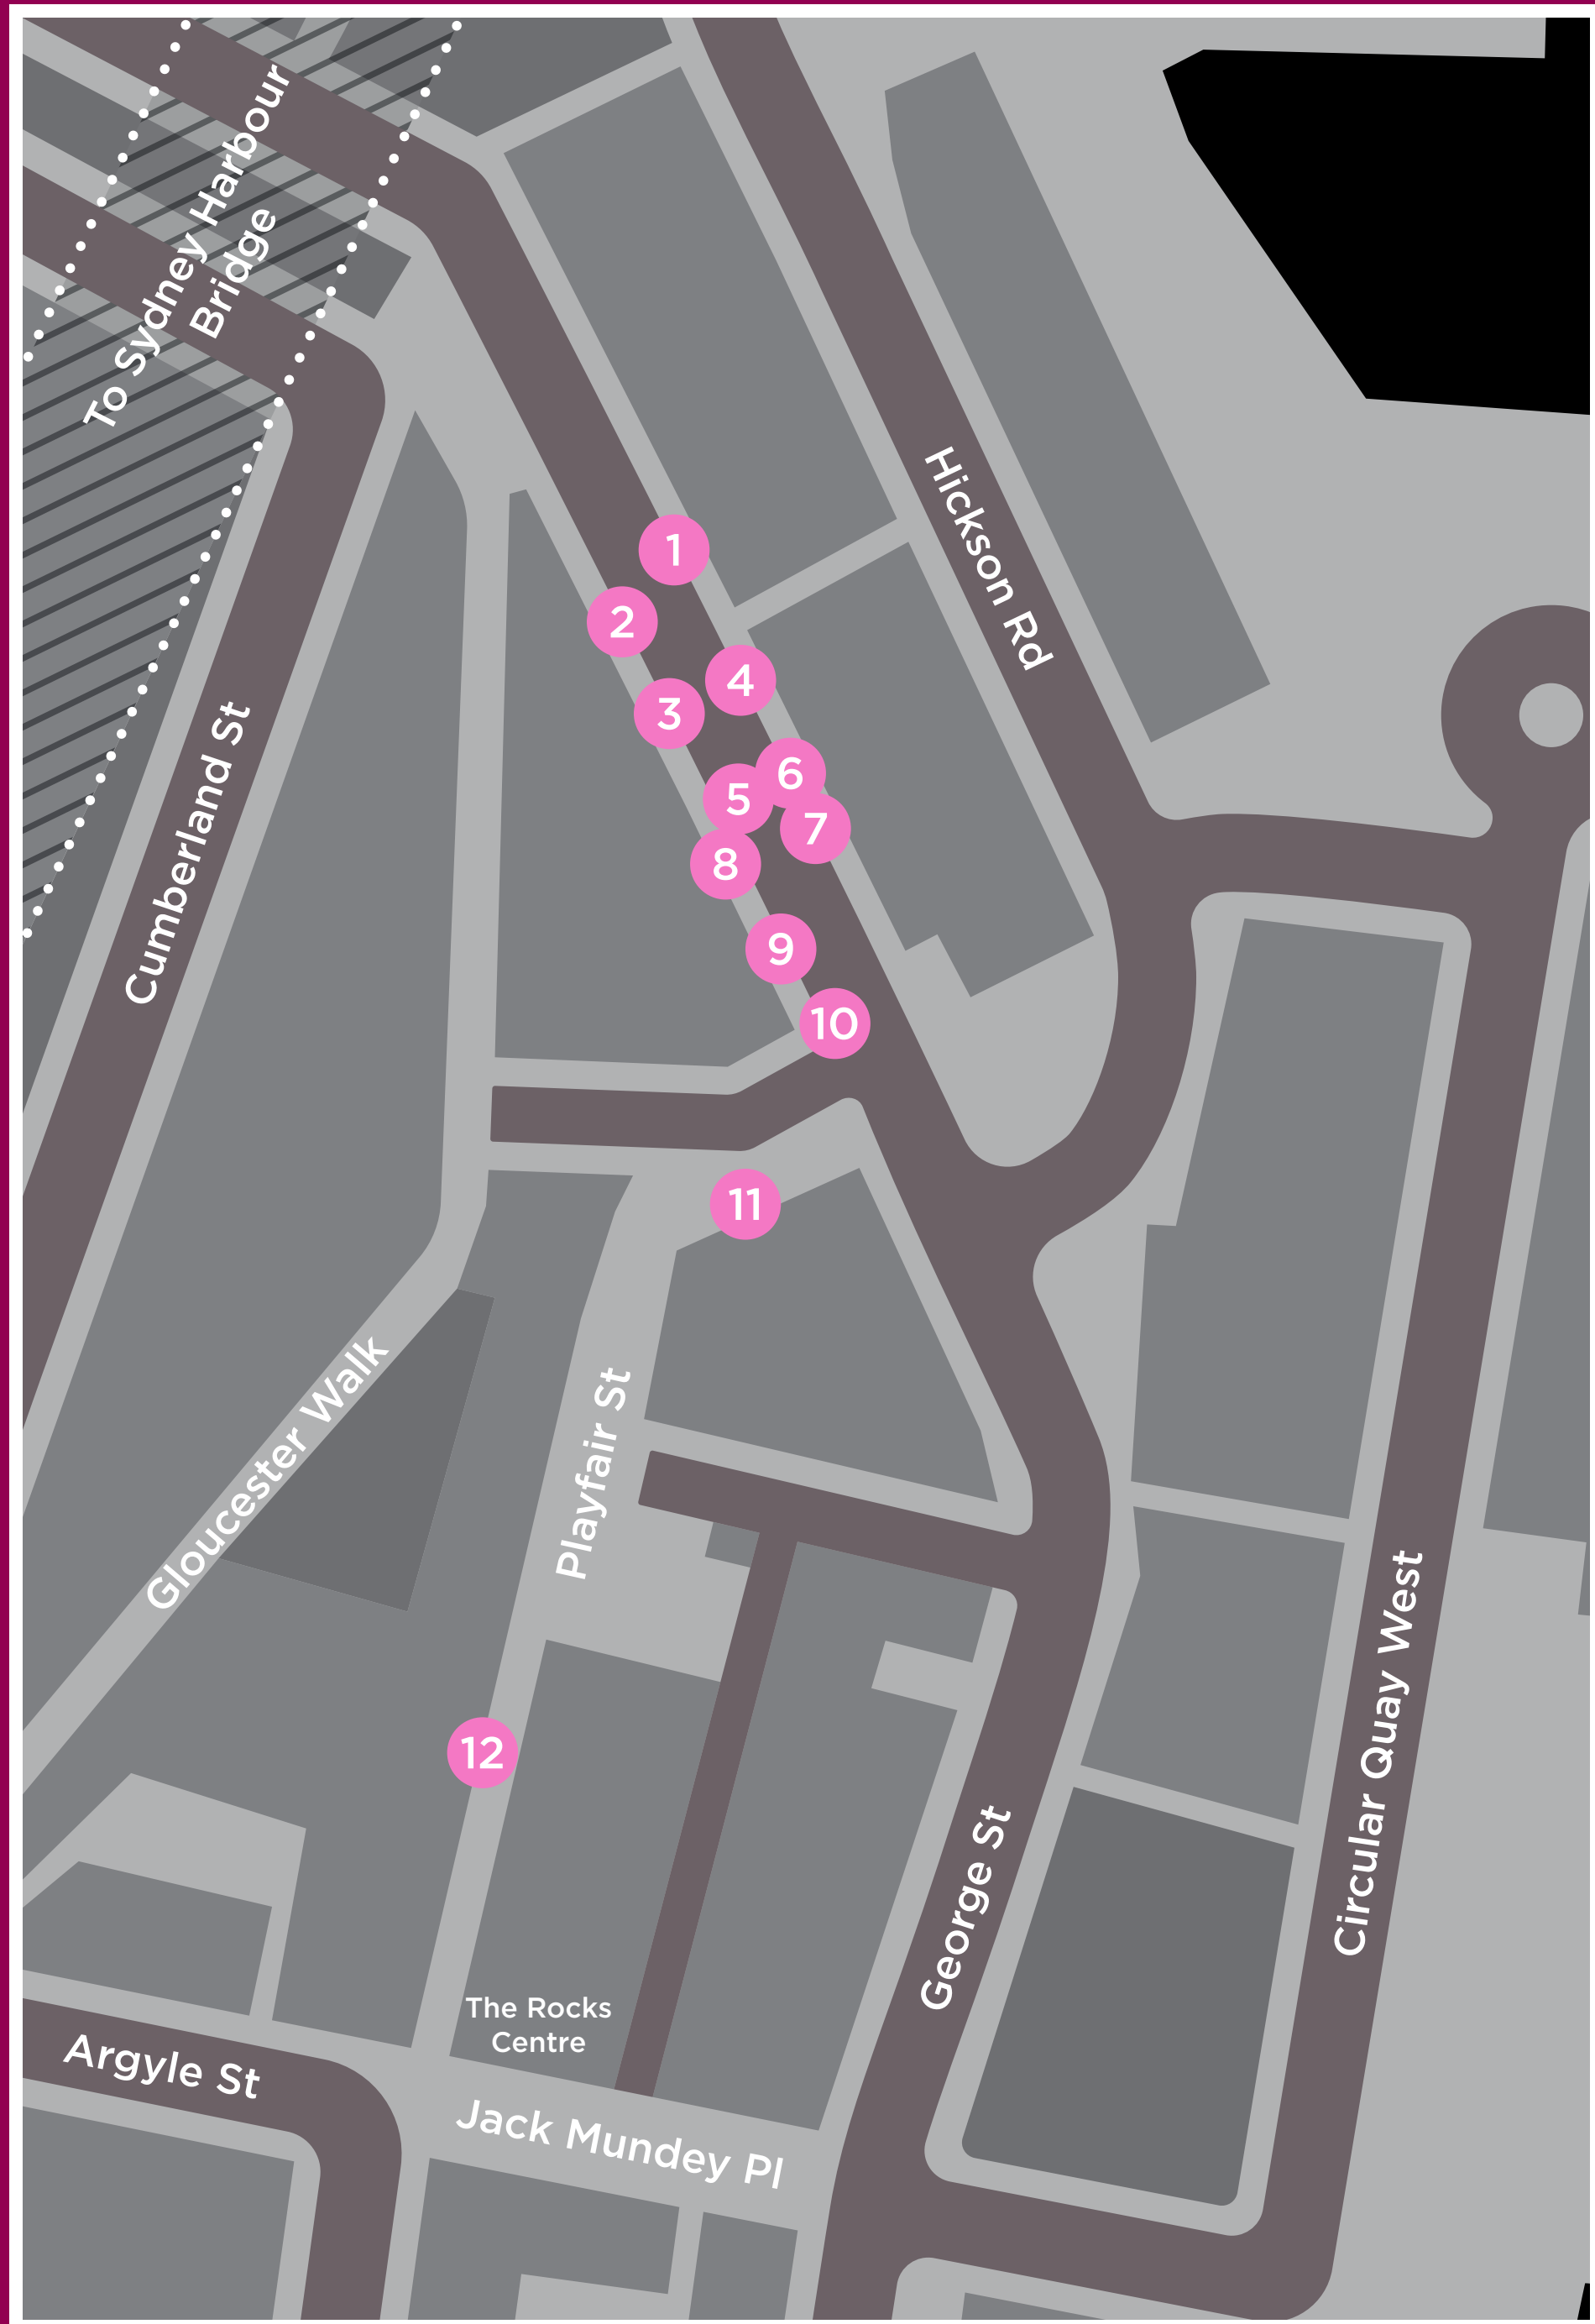 To Sydney Harbour
Bridge
Hickson Rd
1
2
4
3
6
5
7
8
Cumberland St
9
10
11
Gloucester Walk
Playfair St
12
Circular Quay West
George St
The Rocks
Centre
Argyle St
Jack Mundey Pl